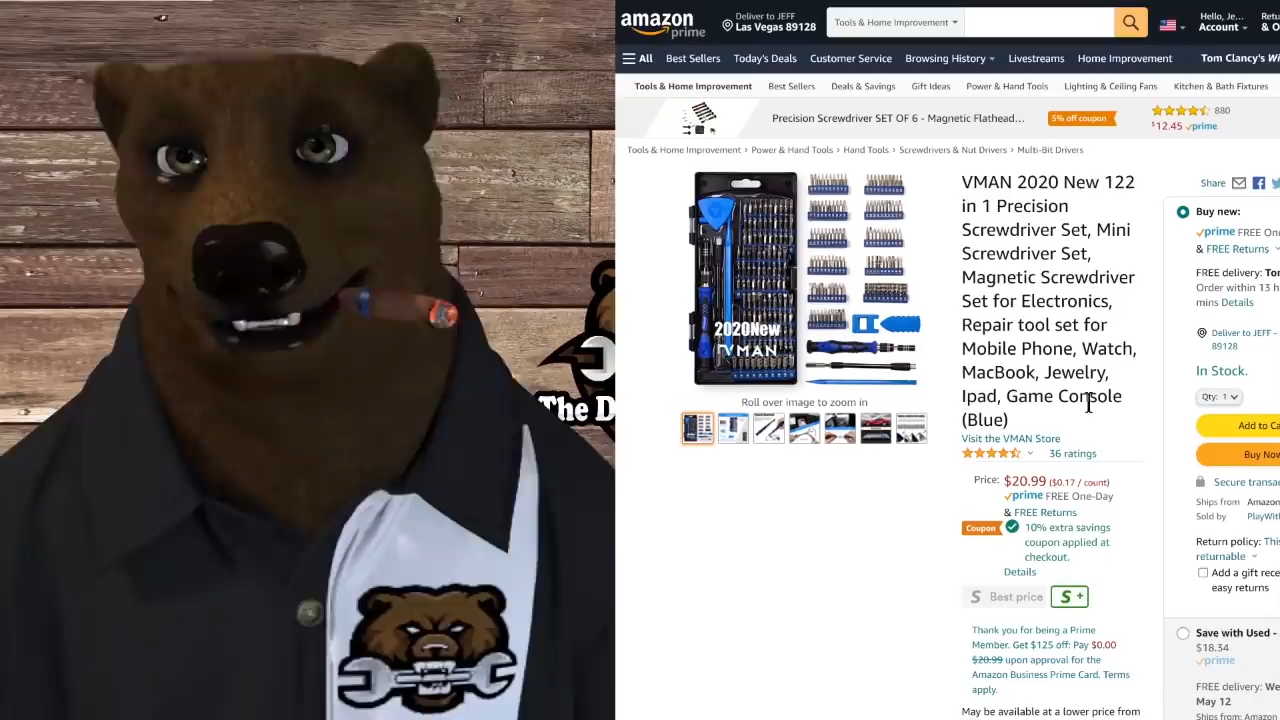 The D
amazon
prime
Deliver to JEFF
Las Vegas 89128
Tools & Home Improvement
Hello, Je...
Account
Retu
& O
All
Best Sellers
Today's Deals
Customer Service
Browsing History
Livestreams
Home Improvement
Tom Clancy's Wi
Tools & Home Improvement
Best Sellers
Deals & Savings
Gift Ideas
Power & Hand Tools
Lighting & Ceiling Fans
Kitchen & Bath Fixtures
Precision Screwdriver SET OF 6 - Magnetic Flathead...
5% off coupon
880
$12.45 prime
Tools & Home Improvement › Power & Hand Tools › Hand Tools › Screwdrivers & Nut Drivers › Multi-Bit Drivers
2020New
VMAN
Roll over image to zoom in
VMAN 2020 New 122
in 1 Precision
Screwdriver Set, Mini
Screwdriver Set,
Magnetic Screwdriver
Set for Electronics,
Repair tool set for
Mobile Phone, Watch,
MacBook, Jewelry,
Ipad, Game Console
(Blue)
Visit the VMAN Store
36 ratings
Price: $20.99 ($0.17 / count)
prime FREE One-Day
& FREE Returns
Coupon
10% extra savings
coupon applied at
checkout.
Details
S Best price
S +
Thank you for being a Prime
Member. Get $125 off: Pay $0.00
$20.99 upon approval for the
Amazon Business Prime Card. Terms
apply.
May be available at a lower price from
Share
Buy new:
prime FREE One
& FREE Returns
FREE delivery: Tor
Order within 13 h
mins Details
Deliver to JEFF -
89128
In Stock.
Qty: 1
Add to Ca
Buy Nov
Secure transac
Ships from Amazon
Sold by PlayWith
Return policy: This
returnable
Add a gift rece
easy returns
Save with Used -
$18.34
prime
FREE delivery: We
May 12
Ships from: Amazon